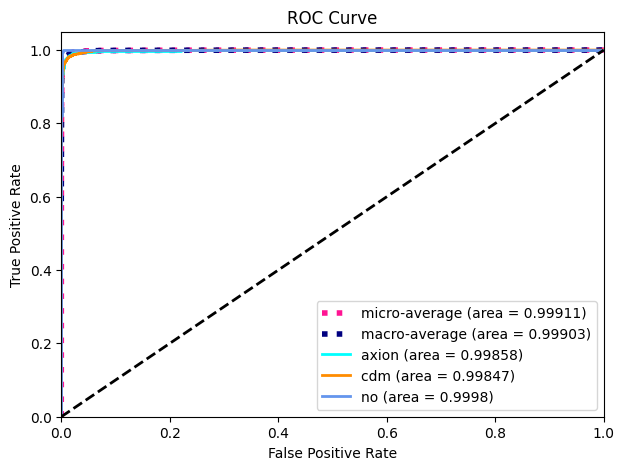 ROC Curve
True Positive Rate
1.0
0.8
0.6
0.4
0.2
0.0
micro-average (area = 0.99911)
macro-average (area = 0.99903)
axion (area = 0.99858)
cdm (area = 0.99847)
no (area = 0.9998)
0.0 0.2 0.4 0.6 0.8 1.0
False Positive Rate